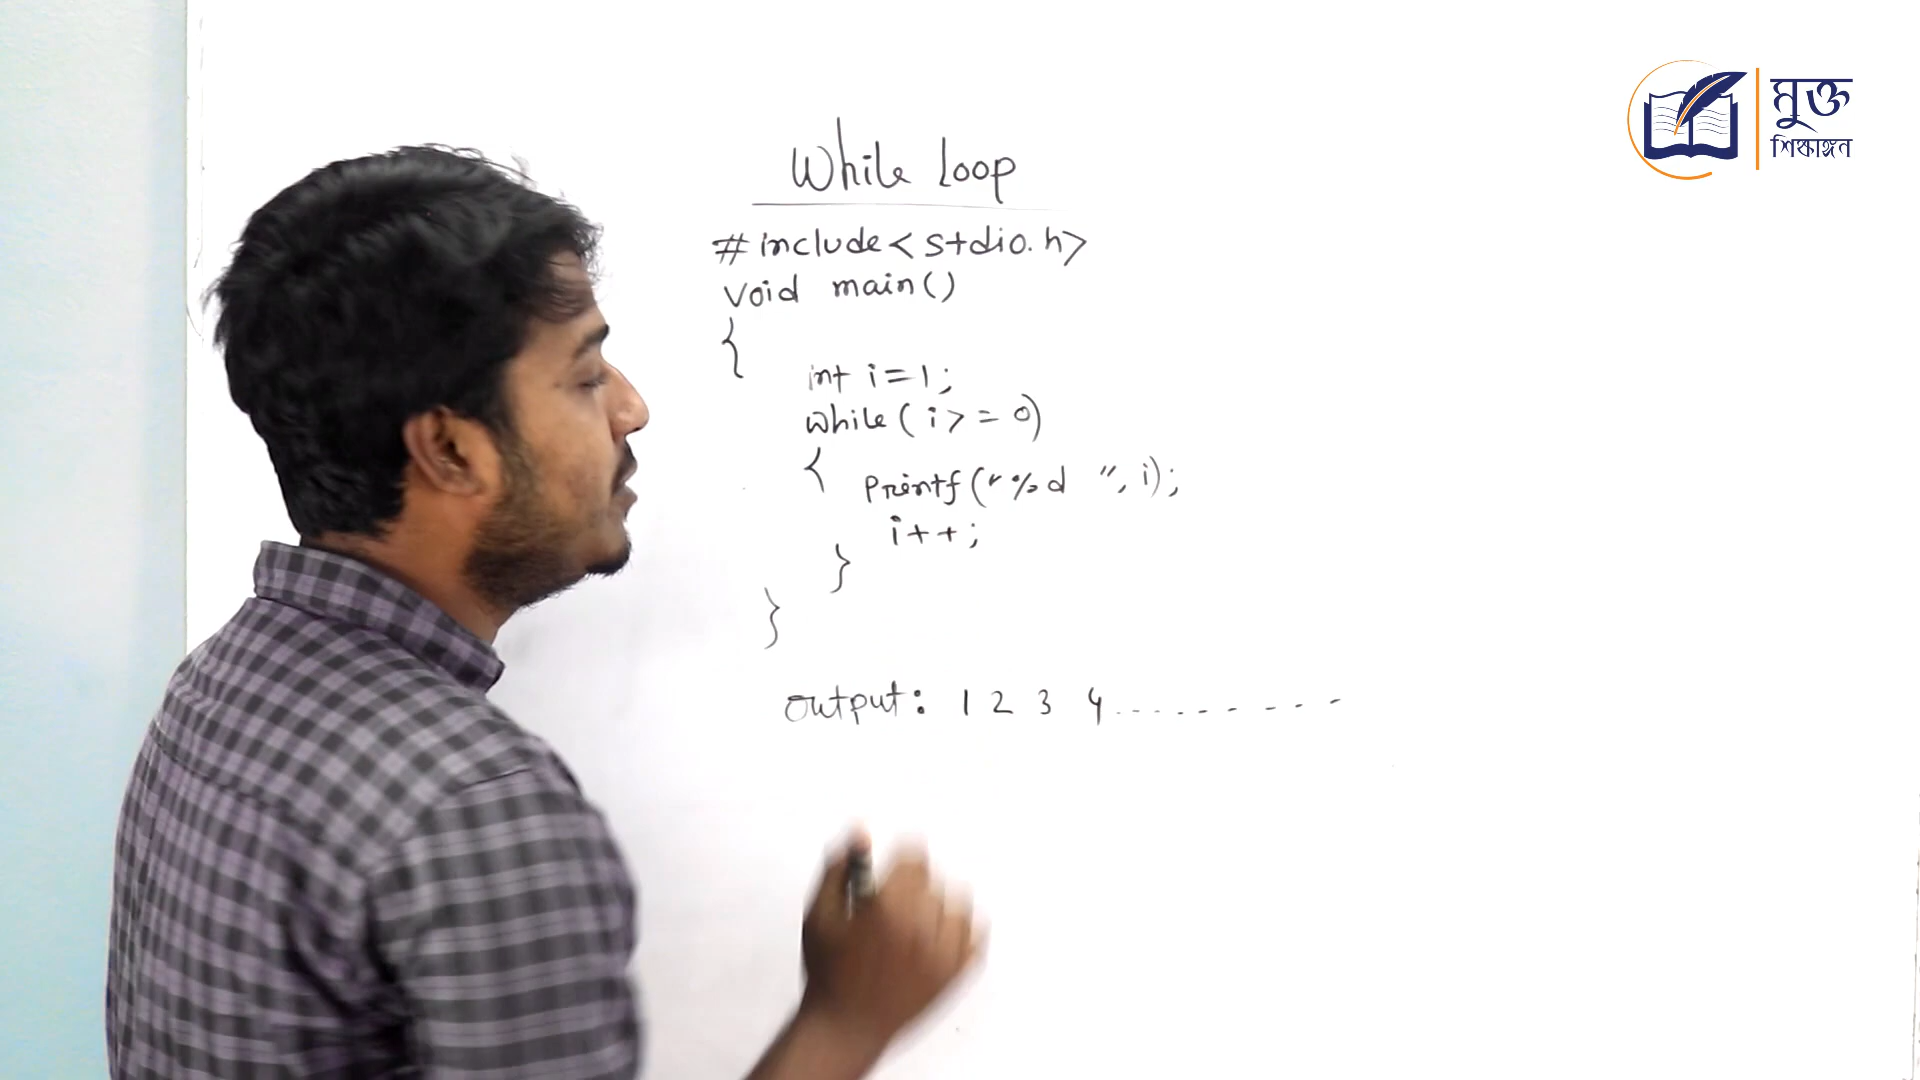 While Loop
#include<stdio.h>
void main()
{
int i=1;
while(i>=0)
{ printf("%d ", i);
i++;
}
}
output: 1 2 3 4..........
মুক্ত
শিক্ষাঙ্গন